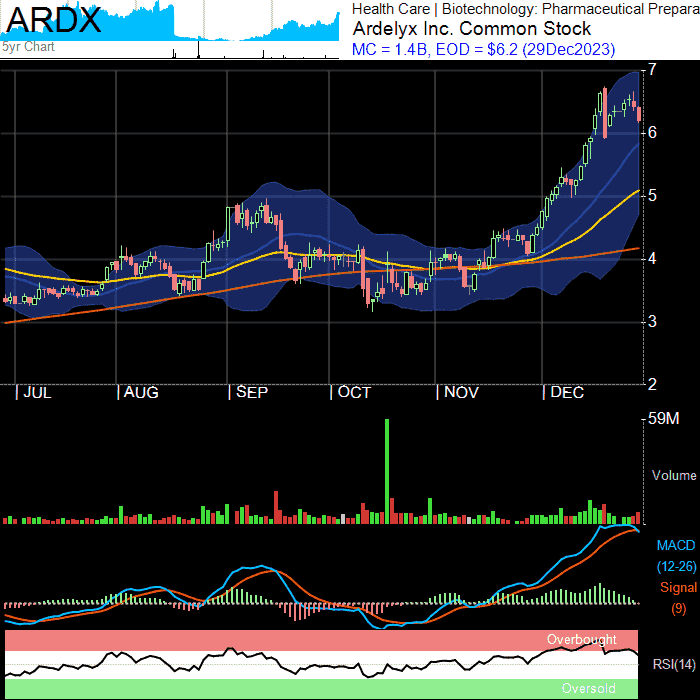 ARDX
5yr Chart
Health Care | Biotechnology: Pharmaceutical Prepara
Ardelyx Inc. Common Stock
MC = 1.4B, EOD = $6.2 (29Dec2023)
7
6
5
4
3
2
| JUL | AUG | SEP | OCT | NOV | DEC
59M
Volume
MACD
(12-26)
Signal
(9)
Overbought
RSI(14)
Oversold